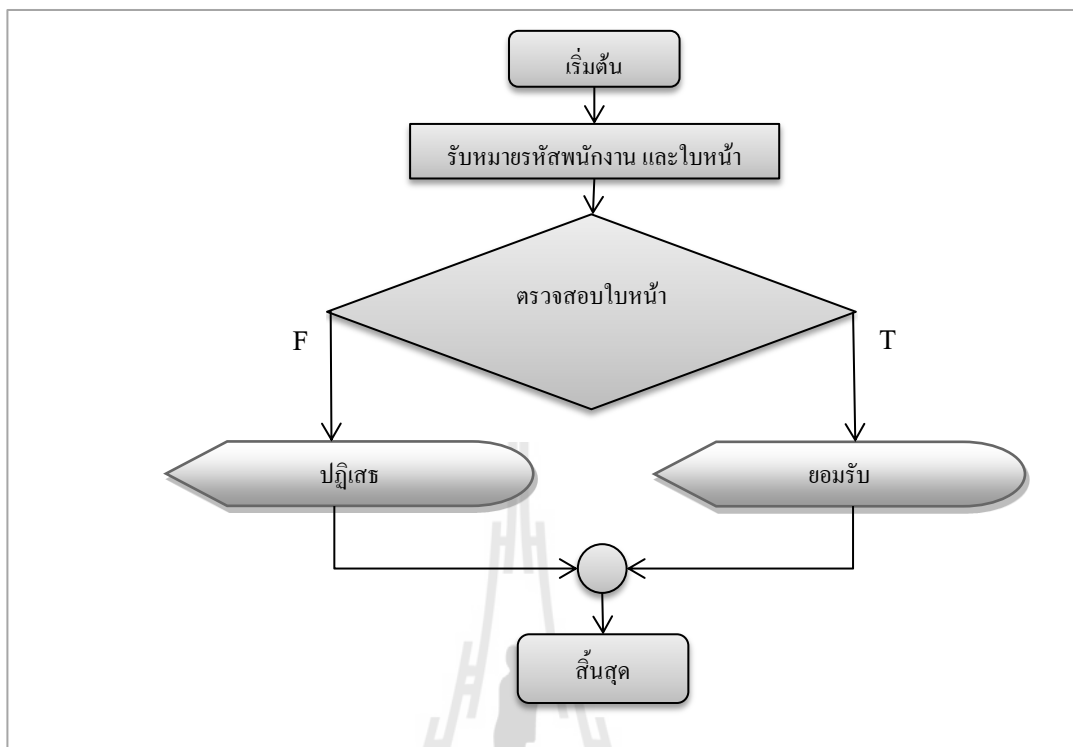 เริ่มต้น
รับหมายรหัสพนักงาน และใบหน้า
ตรวจสอบใบหน้า
F
T
ปฏิเสธ
ยอมรับ
สิ้นสุด